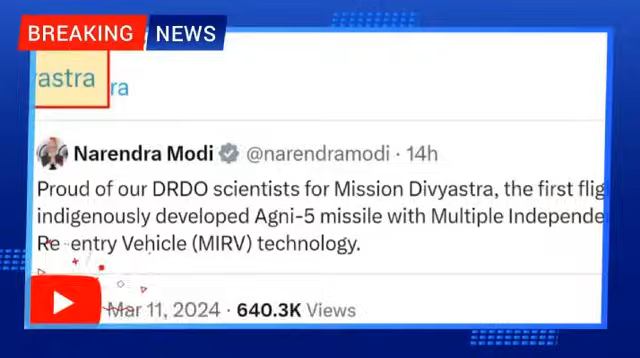 BREAKING NEWS
yastra
ra
Narendra Modi @narendramodi · 14h
Proud of our DRDO scientists for Mission Divyastra, the first flig
indigenously developed Agni-5 missile with Multiple Independe
Re entry Vehicle (MIRV) technology.
Mar 11, 2024 · 640.3K Views